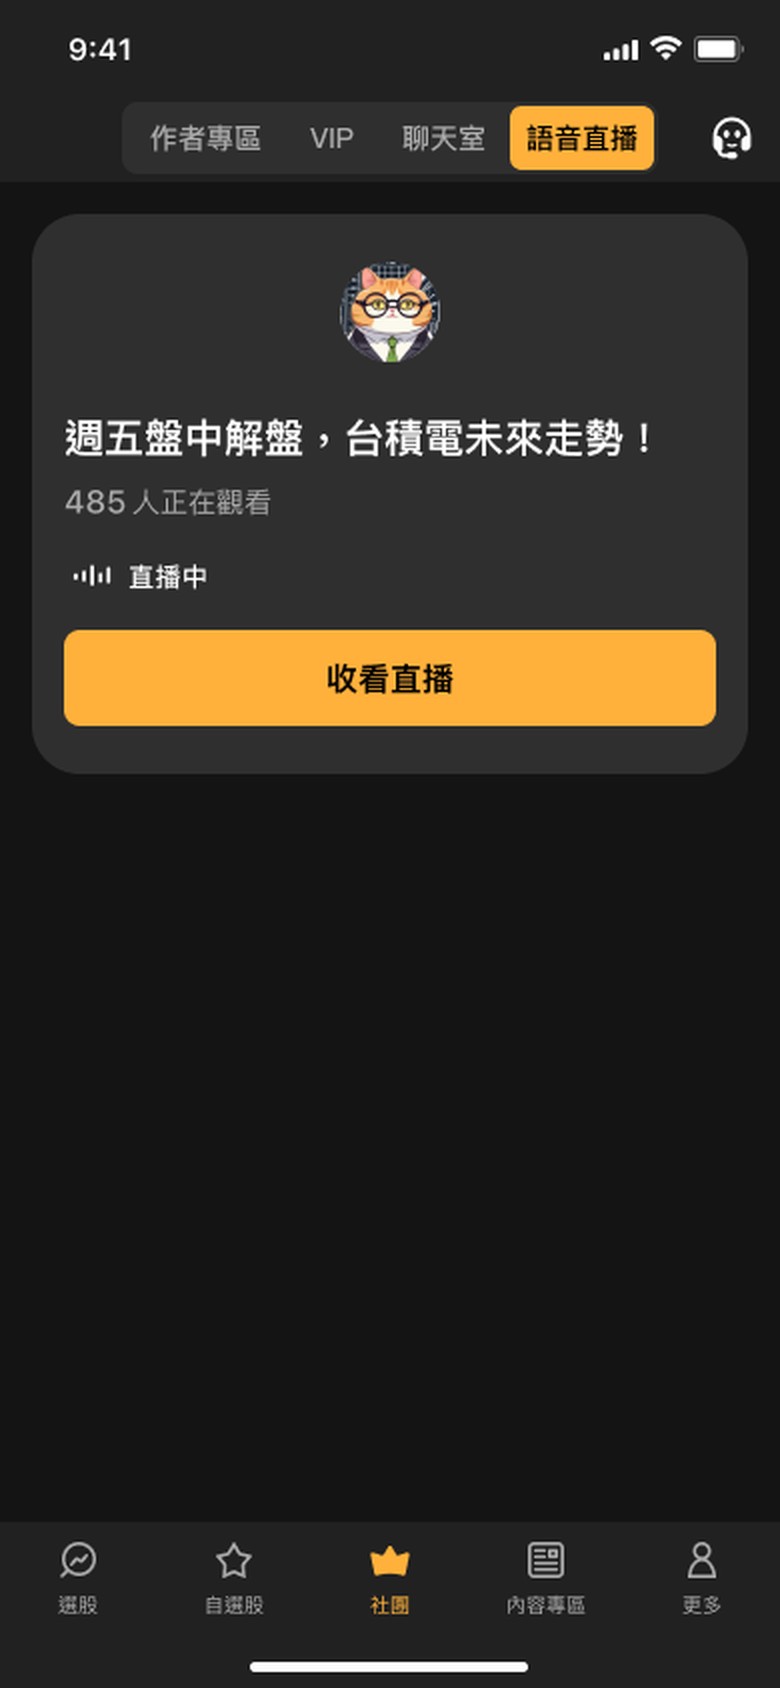 9:41
作者專區 VIP 聊天室 語音直播
週五盤中解盤，台積電未來走勢！
485 人正在觀看
直播中
收看直播
選股 自選股 社團 內容專區 更多